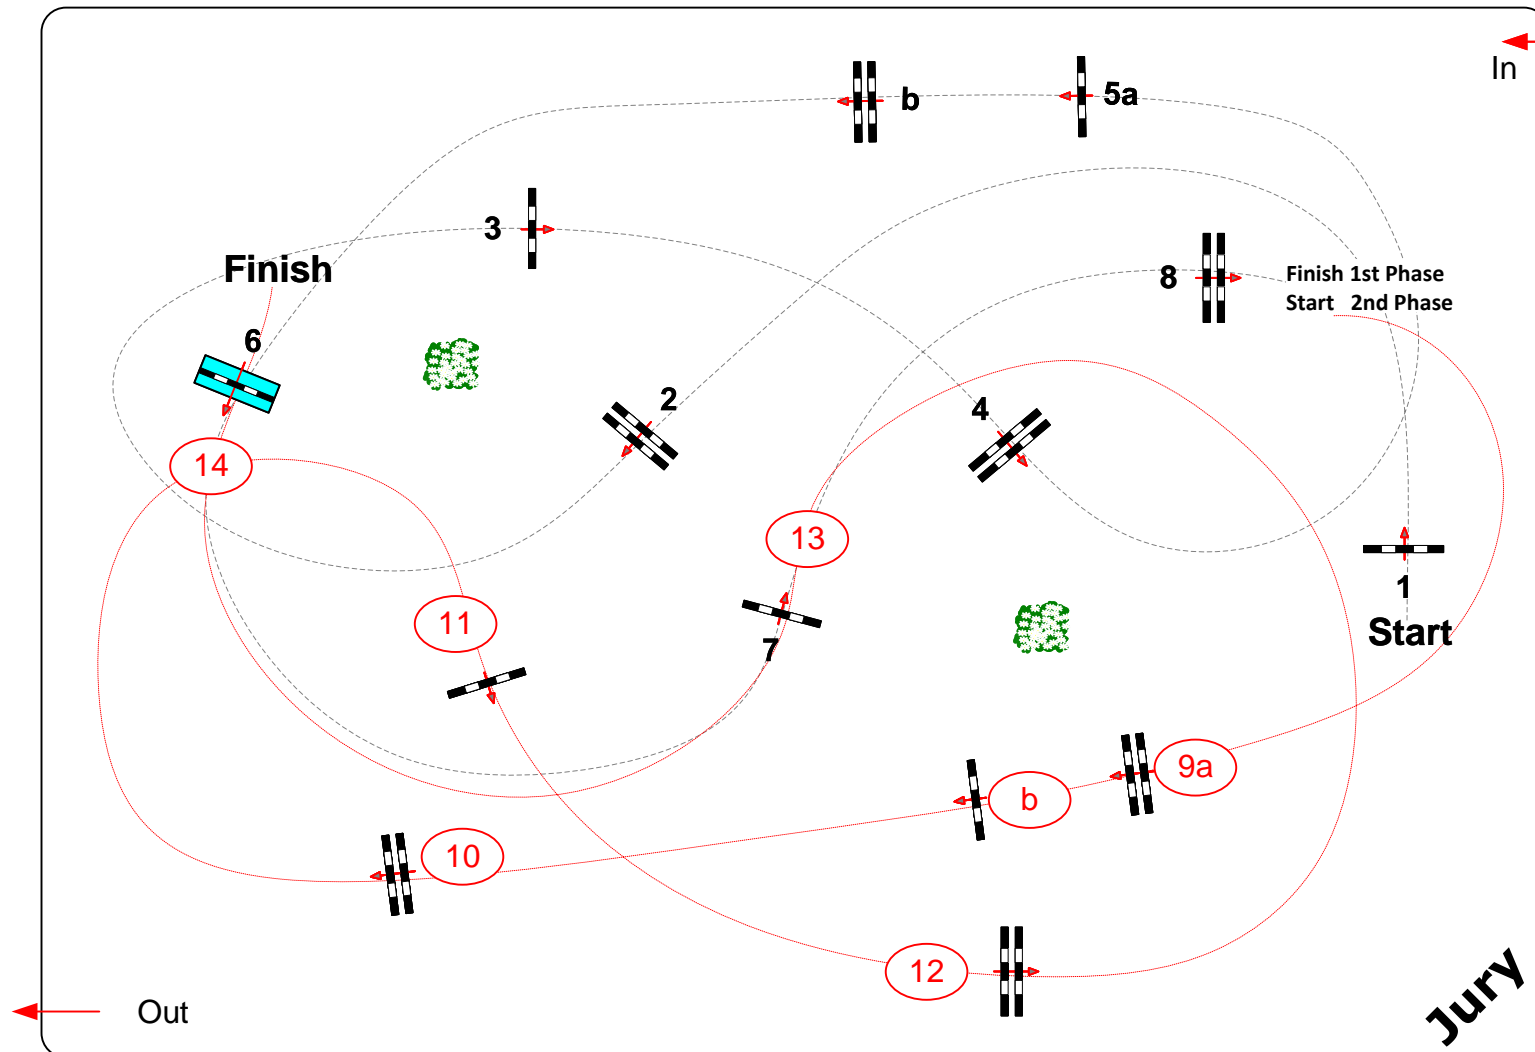 In
b
5a
3
Finish
8
Finish 1st Phase
Start 2nd Phase
6
2
4
14
13
1
11
Start
7
9a
b
10
12
Out
Jury